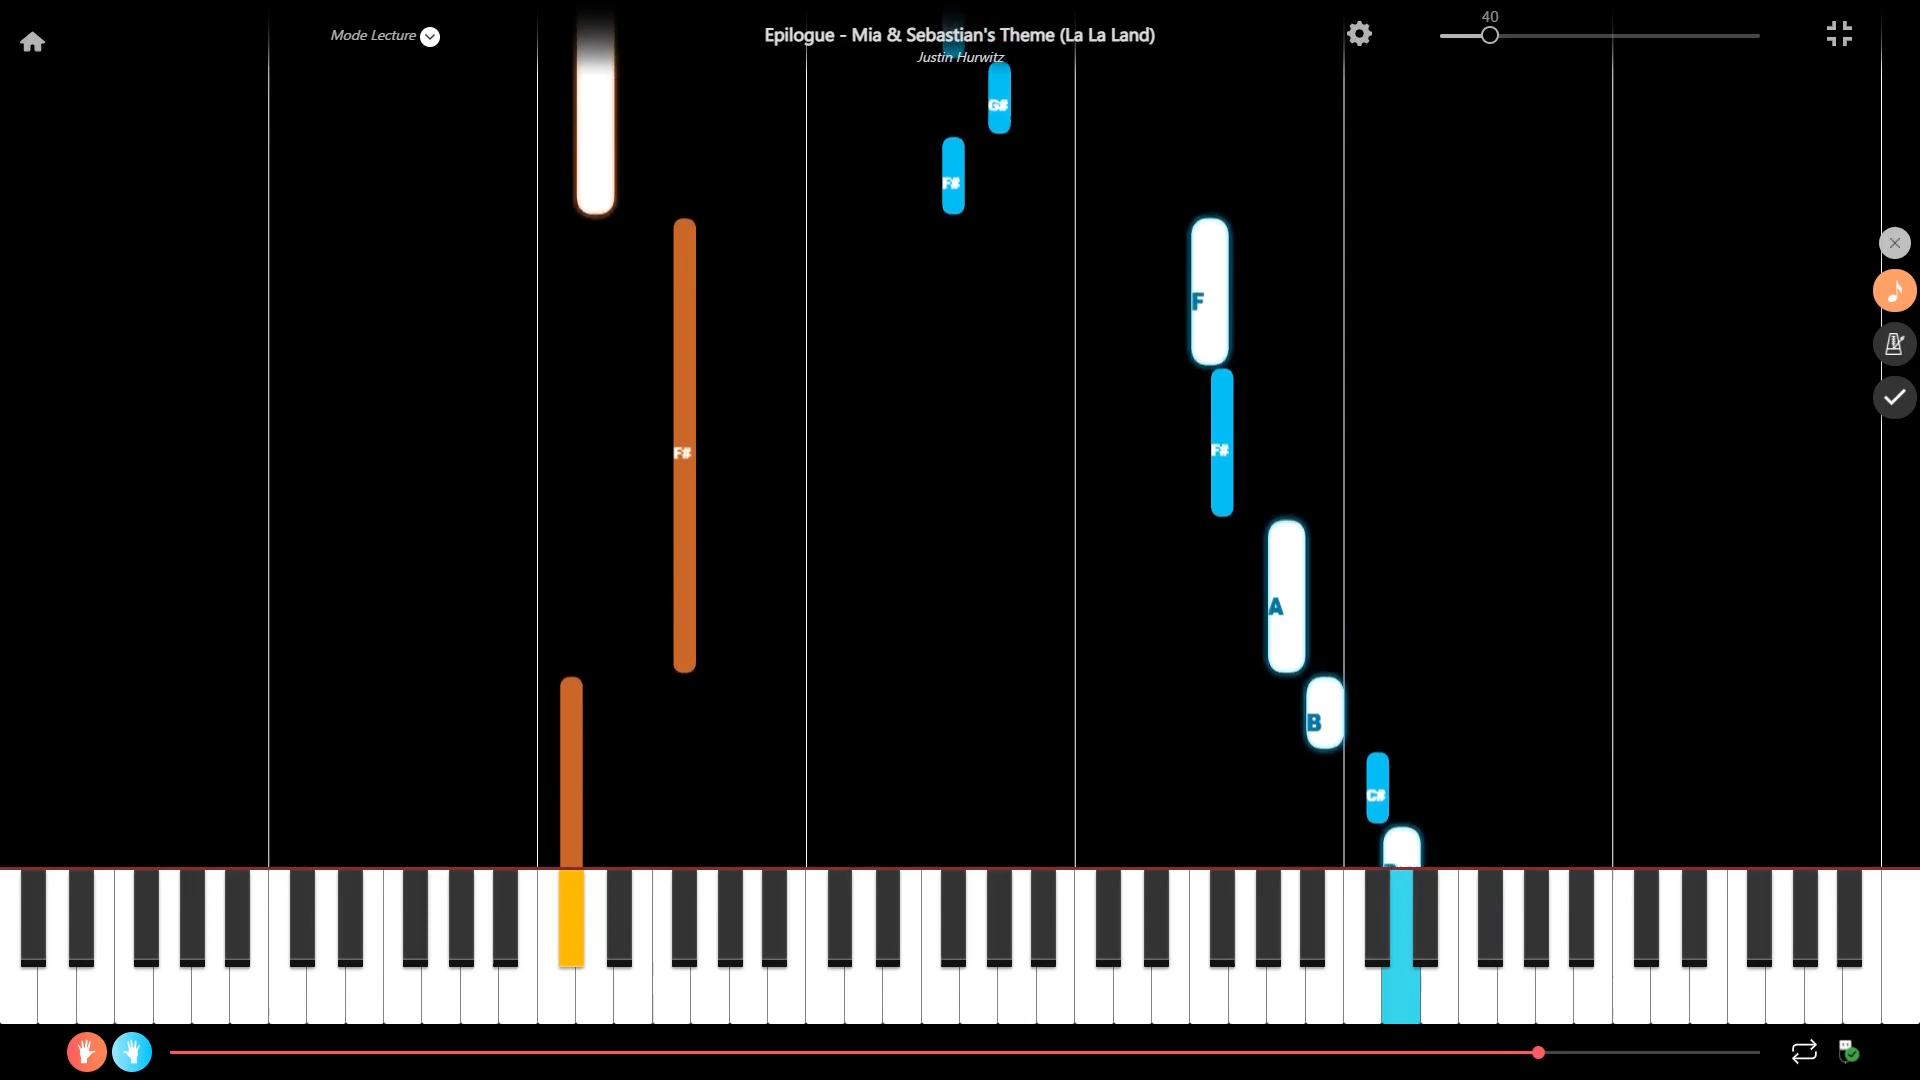 Mode Lecture
Epilogue - Mia & Sebastian's Theme (La La Land)
Justin Hurwitz
40
G#
F#
F
F#
F#
A
B
C#